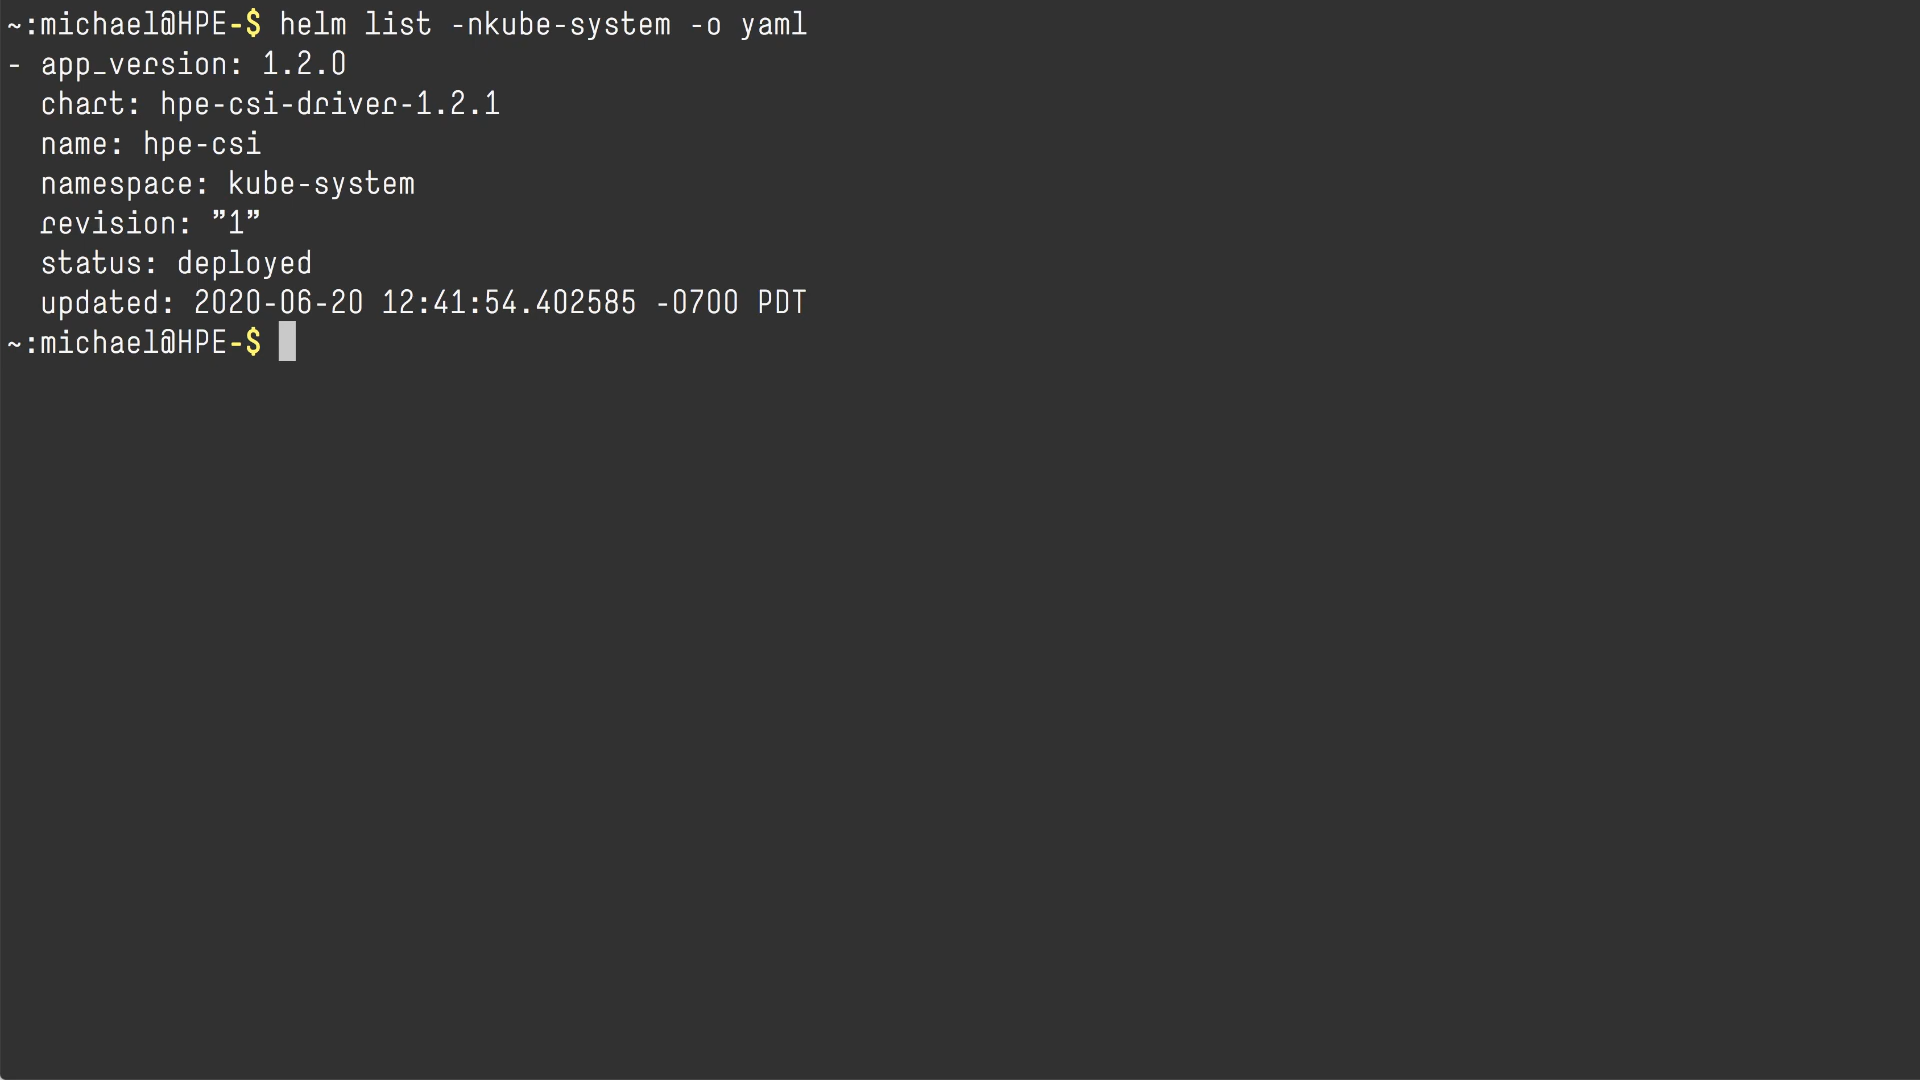 ~:michael@HPE-$ helm list -nkube-system -o yaml
- app_version: 1.2.0
  chart: hpe-csi-driver-1.2.1
  name: hpe-csi
  namespace: kube-system
  revision: "1"
  status: deployed
  updated: 2020-06-20 12:41:54.402585 -0700 PDT
~:michael@HPE-$